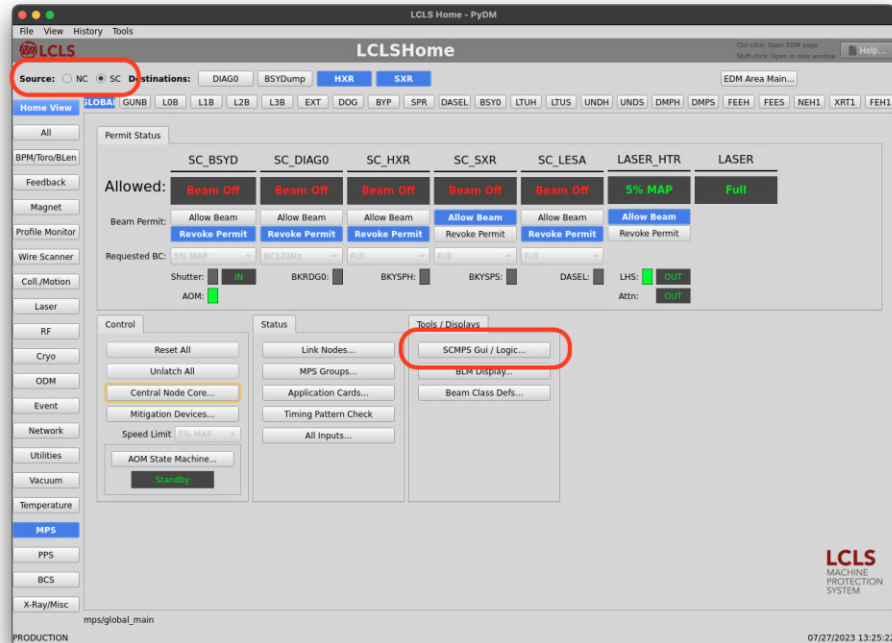 LCLS Home - PyDM
File View History Tools
LCLS
LCLSHome
Ctrl-click: Open EDM page
Shift-click: Open in new window
Help...
Source: NC SC Destinations: DIAG0 BSYDump HXR SXR EDM Area Main...
Home View
GLOBAL GUNB L0B L1B L2B L3B EXT DOG BYP SPR DASEL BSY0 LTUH LTUS UNDH UNDS DMPH DMPS FEEH FEES NEH1 XRT1 FEH1
All
BPM/Toro/BLen
Feedback
Magnet
Profile Monitor
Wire Scanner
Coll./Motion
Laser
RF
Cryo
ODM
Event
Network
Utilities
Vacuum
Temperature
MPS
PPS
BCS
X-Ray/Misc
Permit Status
SC_BSYD SC_DIAG0 SC_HXR SC_SXR SC_LESA LASER_HTR LASER
Allowed: Beam Off Beam Off Beam Off Beam Off Beam Off 5% MAP Full
Beam Permit: Allow Beam Allow Beam Allow Beam Allow Beam Allow Beam Allow Beam
Revoke Permit Revoke Permit Revoke Permit Revoke Permit Revoke Permit Revoke Permit
Requested BC: 5% MAP BC120Hz Full Full Full
Shutter: IN BKRDG0: BKYSPH: BKYSPS: DASEL: LHS: OUT
AOM: Attn: OUT
Control
Reset All
Unlatch All
Central Node Core...
Mitigation Devices...
Speed Limit 5% MAP
AOM State Machine...
Standby
Status
Link Nodes...
MPS Groups...
Application Cards...
Timing Pattern Check
All Inputs...
Tools / Displays
SCMPS Gui / Logic...
BLM Display...
Beam Class Defs...
LCLS
MACHINE
PROTECTION
SYSTEM
mps/global_main
PRODUCTION
07/27/2023 13:25:22